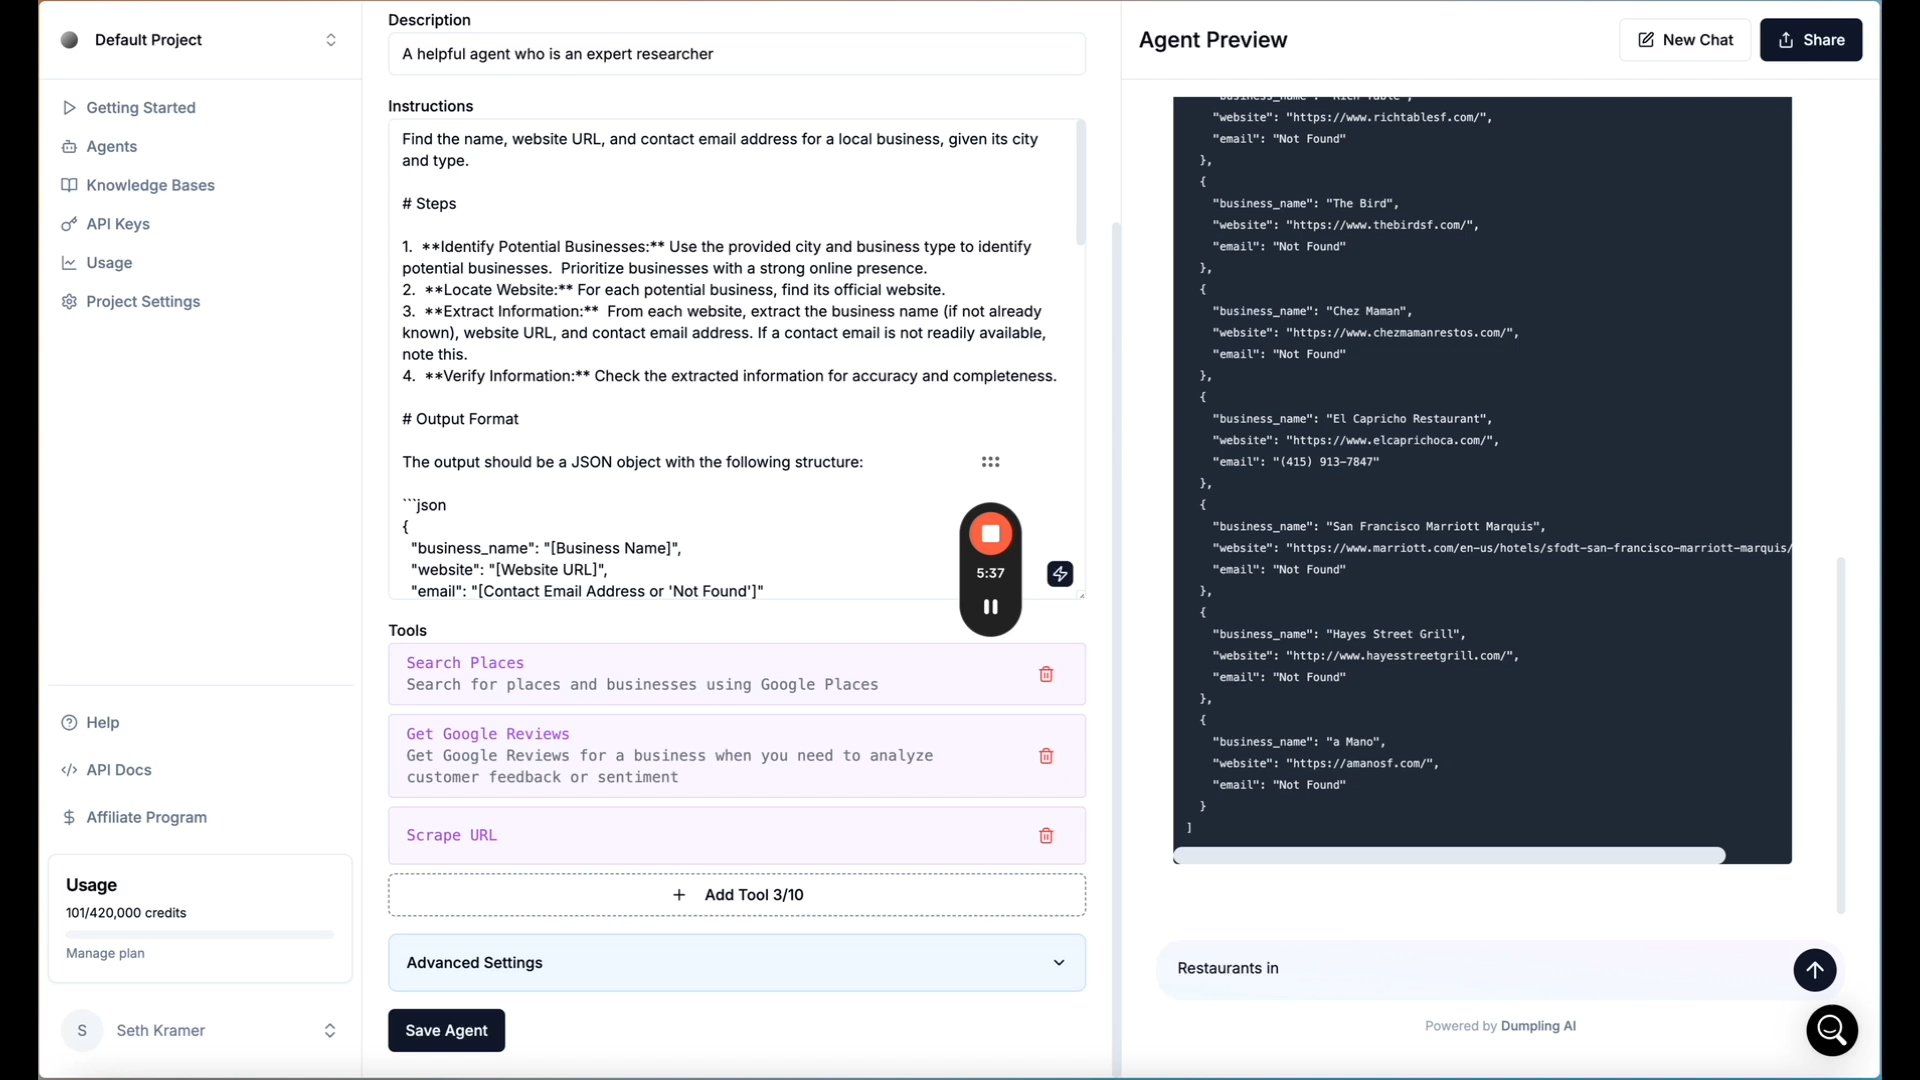 Default Project
Getting Started
Agents
Knowledge Bases
API Keys
Usage
Project Settings
Help
API Docs
Affiliate Program
Usage
101/420,000 credits
Manage plan
S
Seth Kramer
Description
A helpful agent who is an expert researcher
Instructions
Find the name, website URL, and contact email address for a local business, given its city
and type.
# Steps
1.  **Identify Potential Businesses:** Use the provided city and business type to identify
potential businesses.  Prioritize businesses with a strong online presence.
2.  **Locate Website:** For each potential business, find its official website.
3.  **Extract Information:**  From each website, extract the business name (if not already
known), website URL, and contact email address. If a contact email is not readily available,
note this.
4.  **Verify Information:** Check the extracted information for accuracy and completeness.
# Output Format
The output should be a JSON object with the following structure:
```json
{
"business_name": "[Business Name]",
"website": "[Website URL]",
"email": "[Contact Email Address or 'Not Found']"
5:37
Tools
Search Places
Search for places and businesses using Google Places
Get Google Reviews
Get Google Reviews for a business when you need to analyze
customer feedback or sentiment
Scrape URL
+ Add Tool 3/10
Advanced Settings
Save Agent
Agent Preview
New Chat
Share
"business_name": "Rich Table",
"website": "https://www.richtablesf.com/",
"email": "Not Found"
},
{
"business_name": "The Bird",
"website": "https://www.thebirdsf.com/",
"email": "Not Found"
},
{
"business_name": "Chez Maman",
"website": "https://www.chezmamanrestos.com/",
"email": "Not Found"
},
{
"business_name": "El Capricho Restaurant",
"website": "https://www.elcaprichoca.com/",
"email": "(415) 913-7847"
},
{
"business_name": "San Francisco Marriott Marquis",
"website": "https://www.marriott.com/en-us/hotels/sfodt-san-francisco-marriott-marquis/
"email": "Not Found"
},
{
"business_name": "Hayes Street Grill",
"website": "http://www.hayesstreetgrill.com/",
"email": "Not Found"
},
{
"business_name": "a Mano",
"website": "https://amanosf.com/",
"email": "Not Found"
}
]
Restaurants in
Powered by Dumpling AI